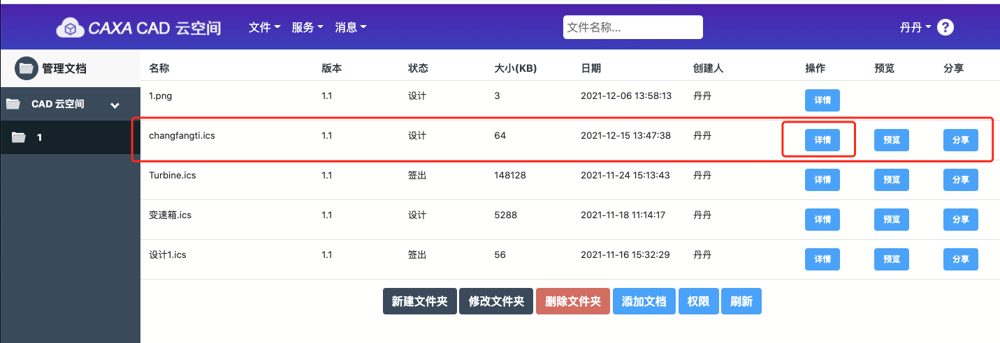 CAXA CAD 云空间 文件 服务 消息 文件名称... 丹丹 ?
管理文档
CAD 云空间
1
名称 版本 状态 大小(KB) 日期 创建人 操作 预览 分享
1.png 1.1 设计 3 2021-12-06 13:58:13 丹丹 详情
changfangti.ics 1.1 设计 64 2021-12-15 13:47:38 丹丹 详情 预览 分享
Turbine.ics 1.1 签出 148128 2021-11-24 15:13:43 丹丹 详情 预览 分享
变速箱.ics 1.1 设计 5288 2021-11-18 11:14:17 丹丹 详情 预览 分享
设计1.ics 1.1 签出 56 2021-11-16 15:32:29 丹丹 详情 预览 分享
新建文件夹 修改文件夹 删除文件夹 添加文档 权限 刷新